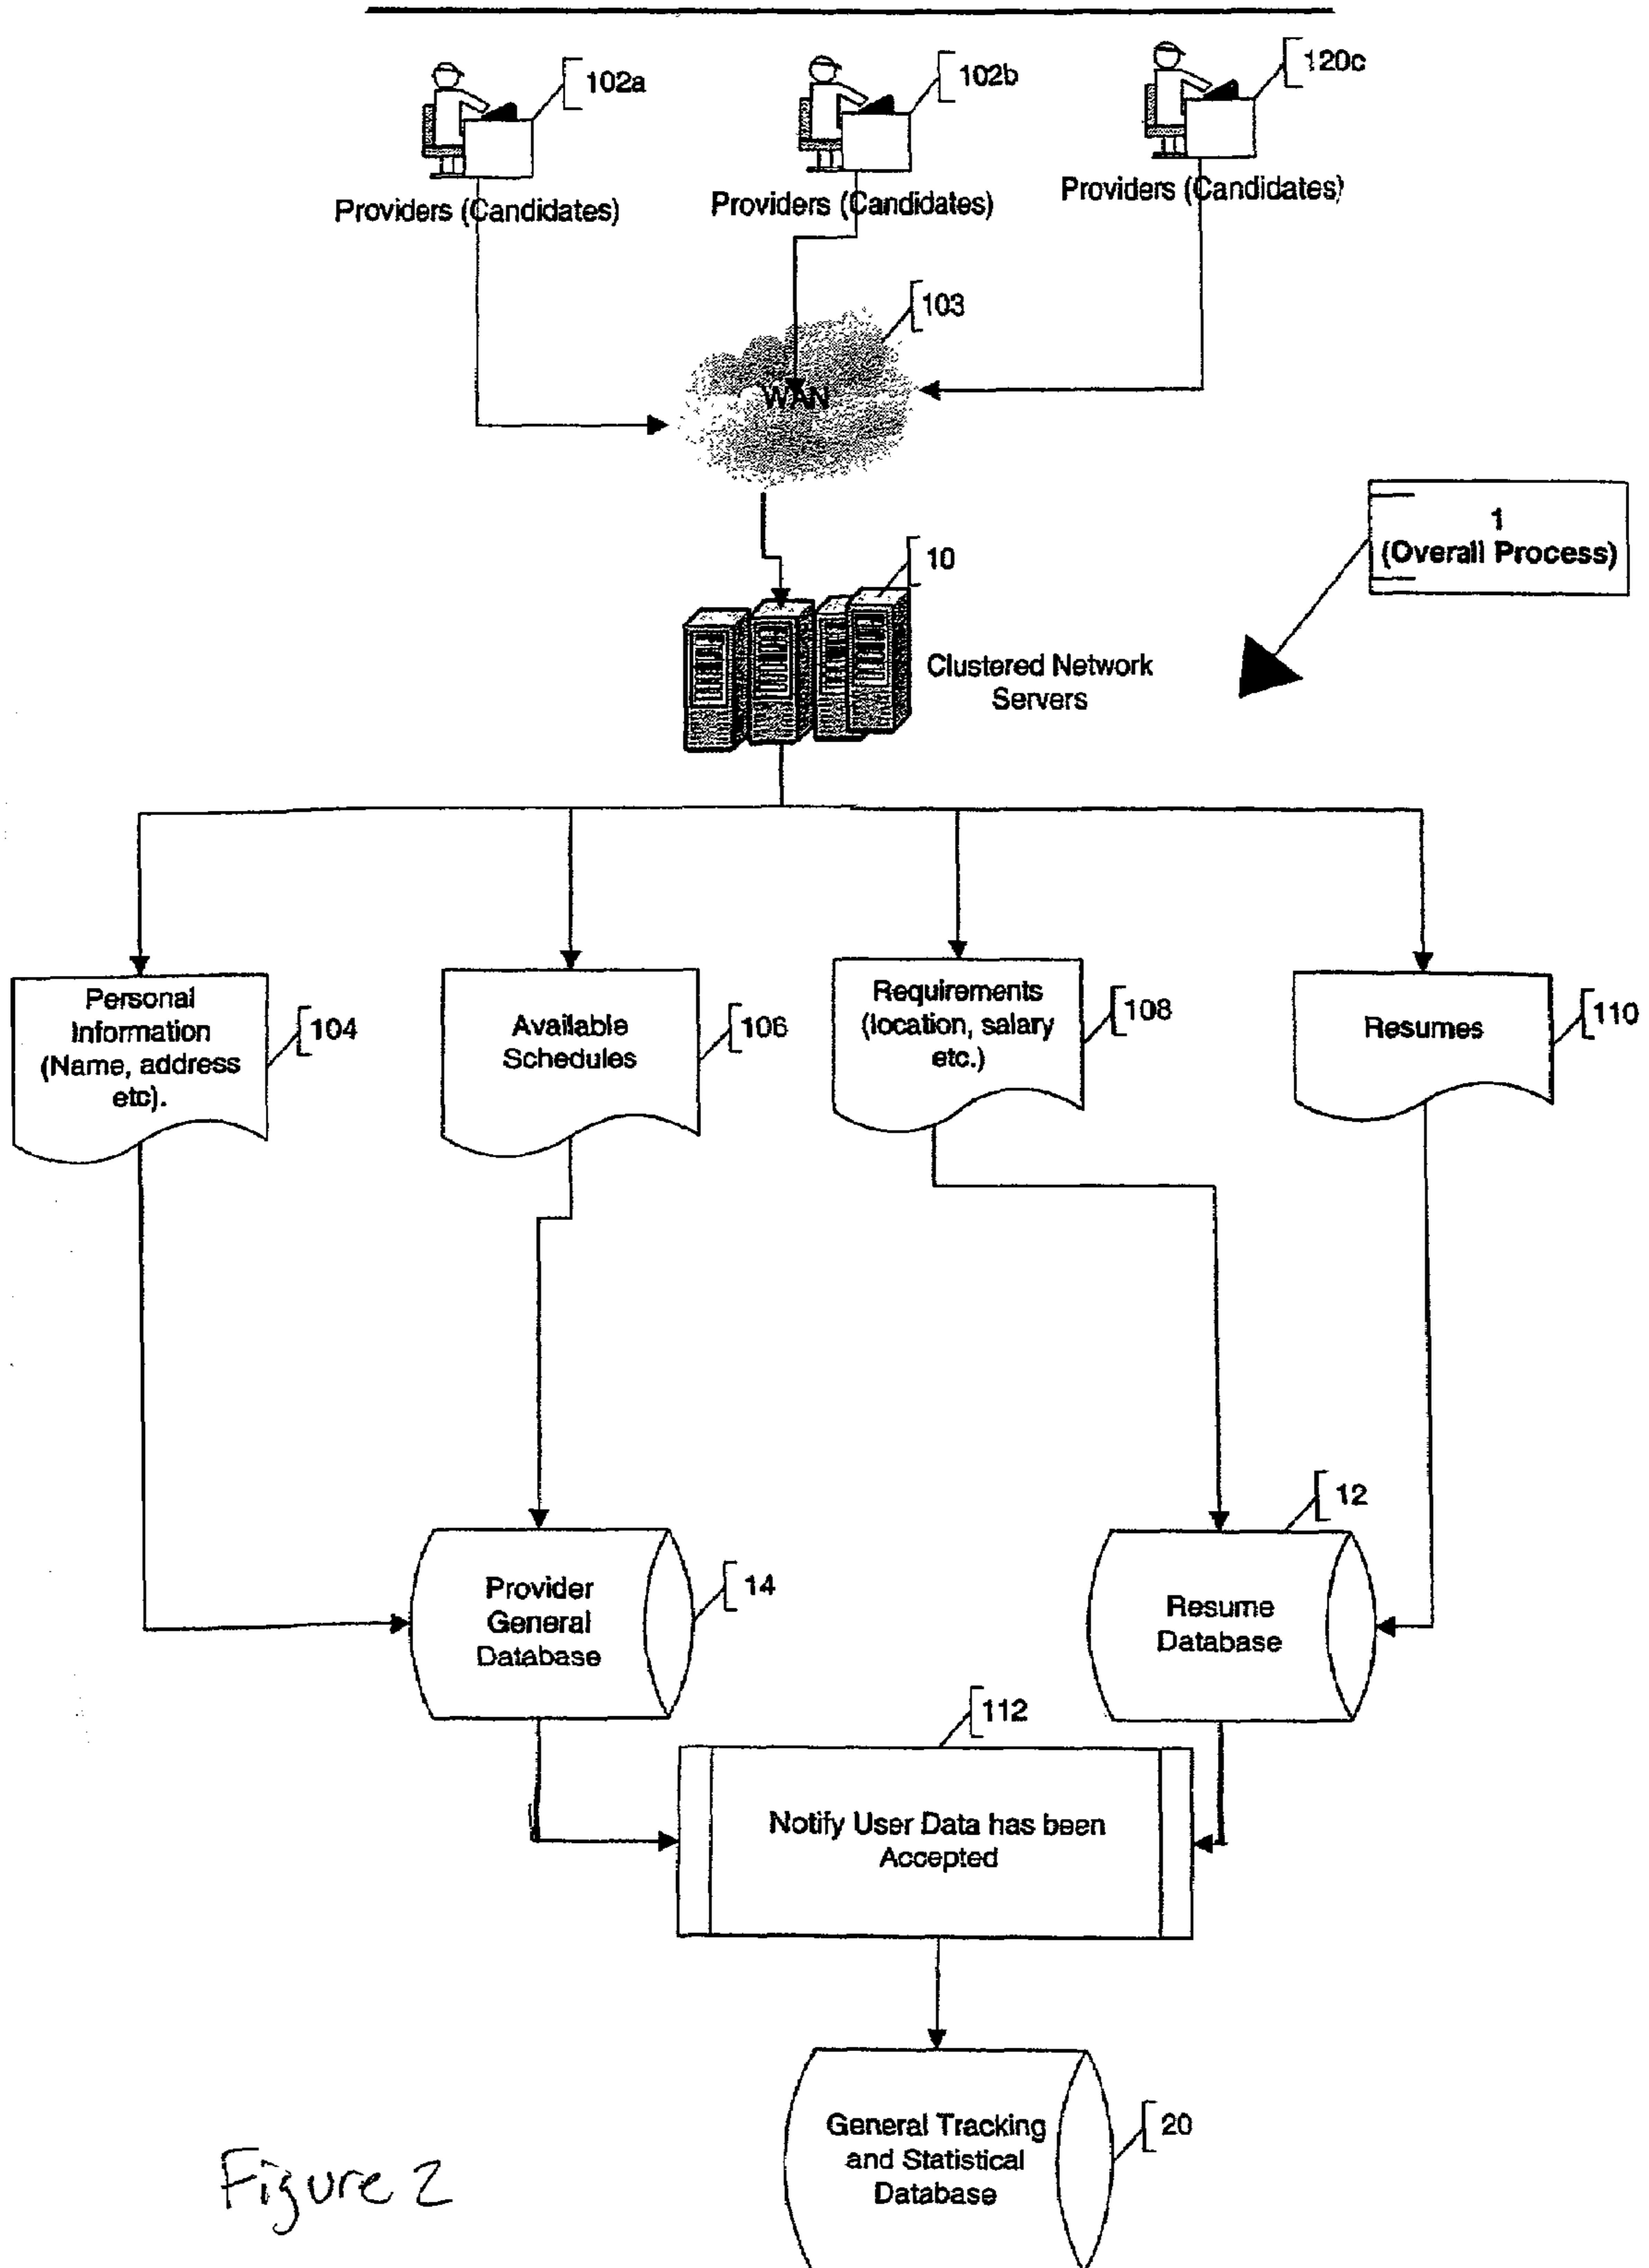 102a
102b
120c
Providers (Candidates)
Providers (Candidates)
Providers (Candidates)
103
WAN
1
(Overall Process)
10
Clustered Network
Servers
Personal
Information
(Name, address
etc).
104
Available
Schedules
106
Requirements
(location, salary
etc.)
108
Resumes
110
12
Provider
General
Database
14
Resume
Database
112
Notify User Data has been
Accepted
General Tracking
and Statistical
Database
20
Figure 2